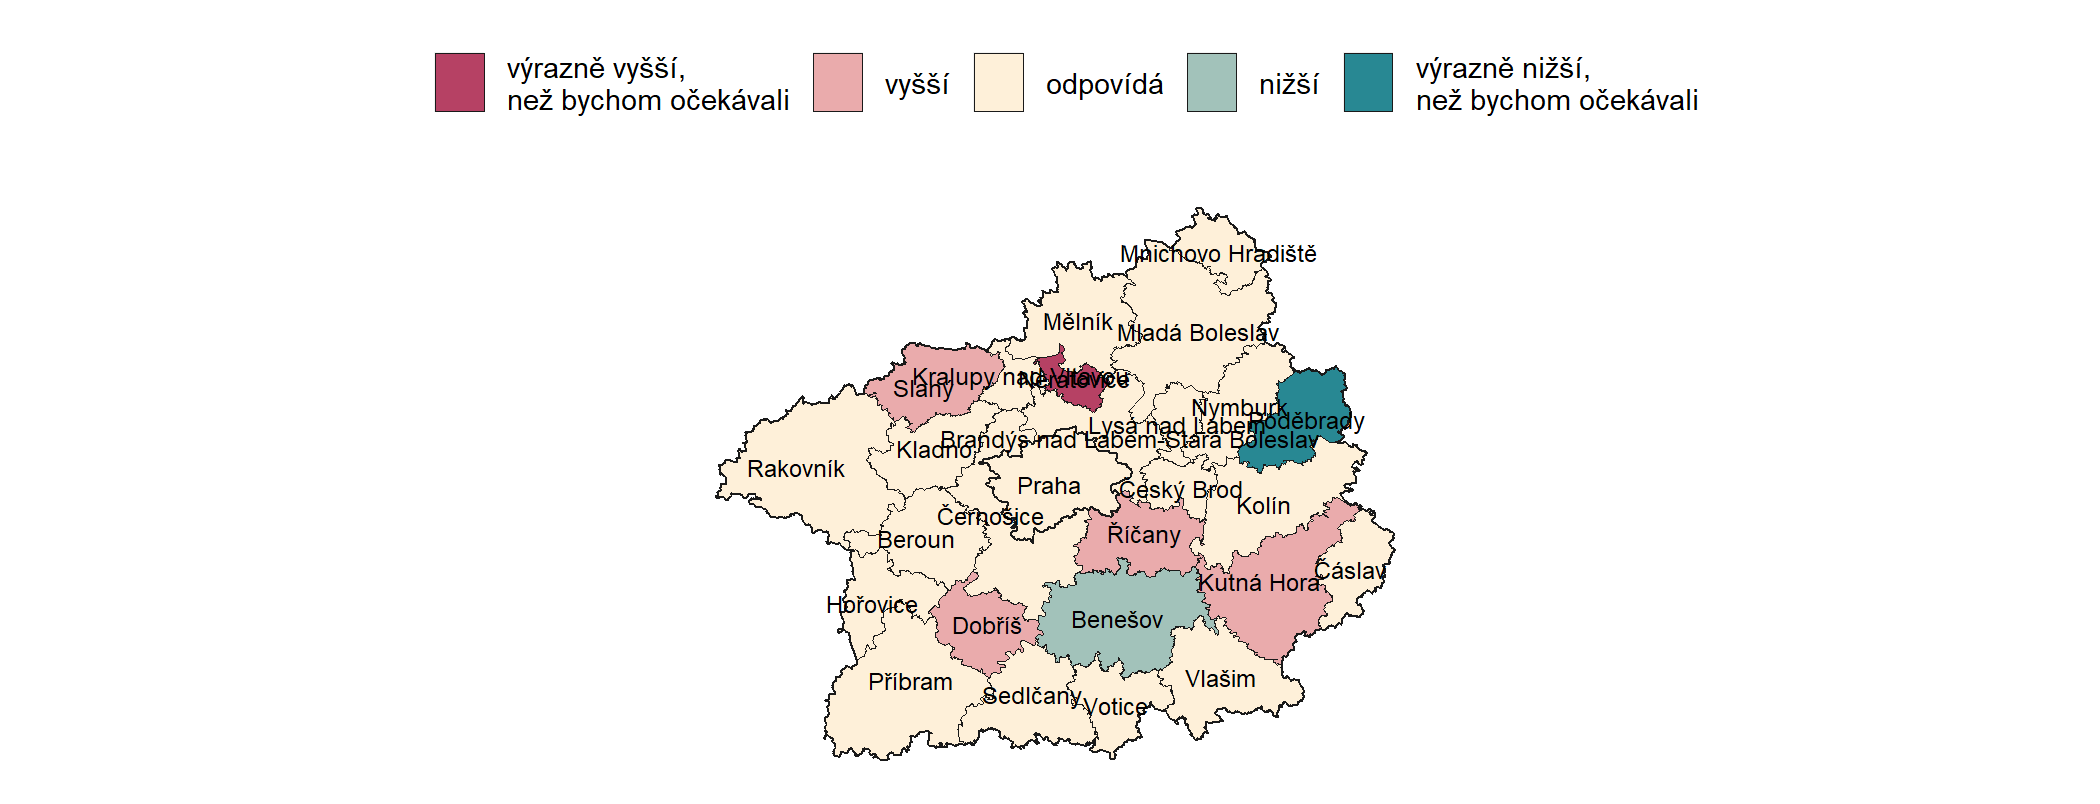 výrazně vyšší,
než bychom očekávali
vyšší
odpovídá
nižší
výrazně nižší,
než bychom očekávali
Mnichovo Hradiště
Mělník
Mladá Boleslav
Kralupy nad Vltavou
Neratovice
Slaný
Nymburk
Poděbrady
Lysá nad Labem
Brandýs nad Labem-Stará Boleslav
Kladno
Rakovník
Praha
Český Brod
Kolín
Černošice
Říčany
Beroun
Čáslav
Kutná Hora
Hořovice
Benešov
Dobříš
Vlašim
Příbram
Sedlčany
Votice